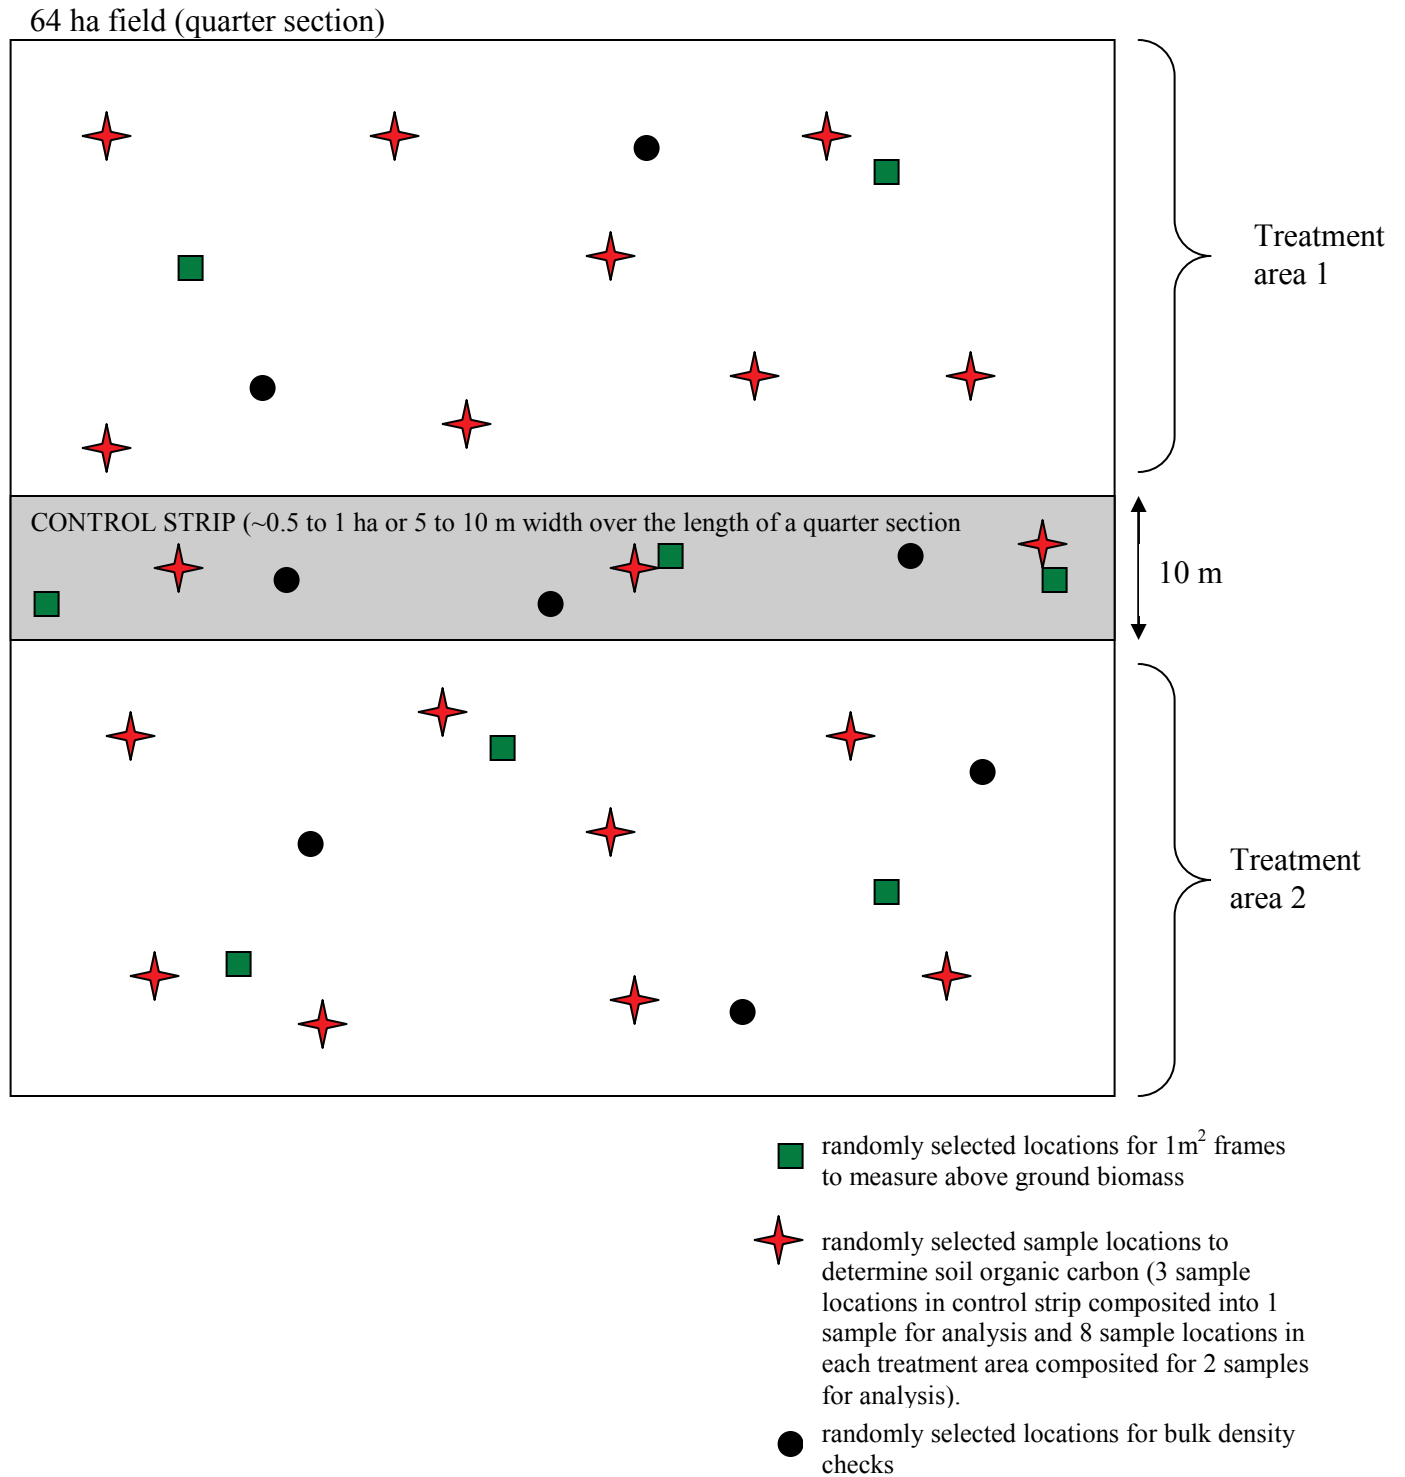 64 ha field (quarter section)
Treatment
area 1
CONTROL STRIP (~0.5 to 1 ha or 5 to 10 m width over the length of a quarter section
10 m
Treatment
area 2
randomly selected locations for 1m² frames
to measure above ground biomass
randomly selected sample locations to
determine soil organic carbon (3 sample
locations in control strip composited into 1
sample for analysis and 8 sample locations in
each treatment area composited for 2 samples
for analysis).
randomly selected locations for bulk density
checks